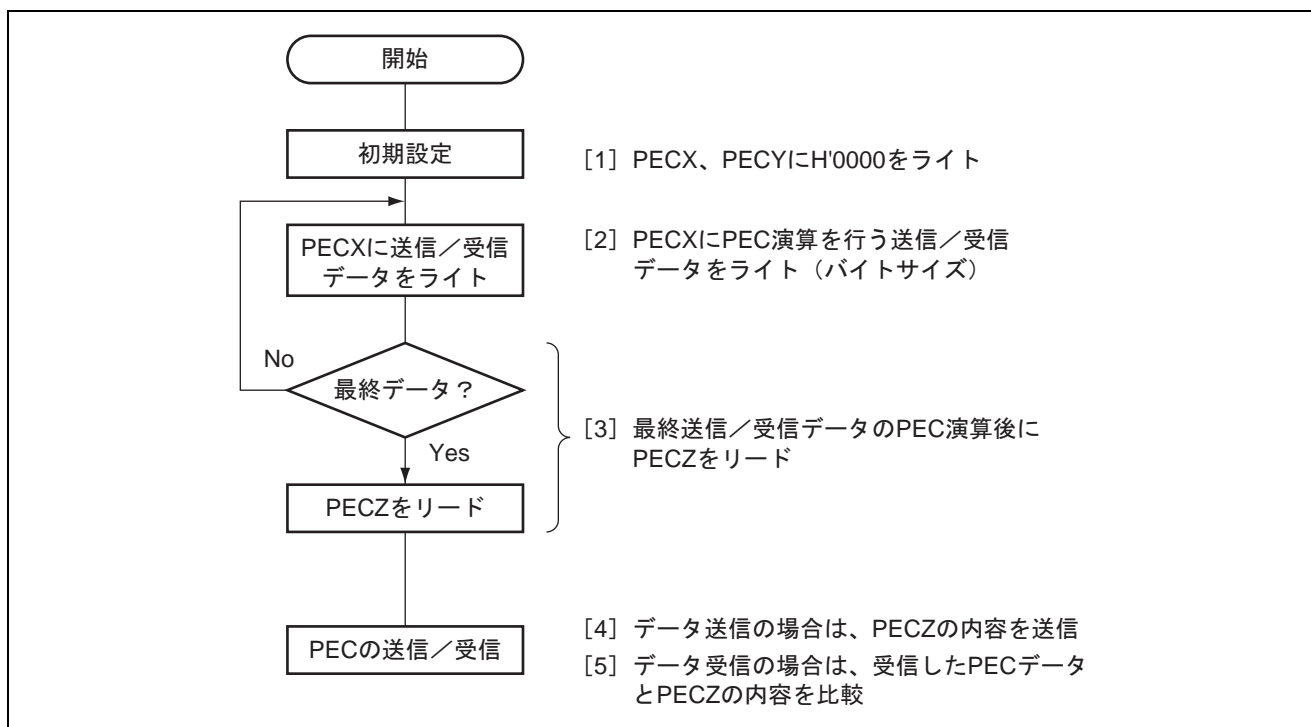 開始
初期設定
[1] PECX、PECYにH'0000をライト
PECXに送信／受信
データをライト
[2] PECXにPEC演算を行う送信／受信
データをライト（バイトサイズ）
No
最終データ？
Yes
[3] 最終送信／受信データのPEC演算後に
PECZをリード
PECZをリード
PECの送信／受信
[4] データ送信の場合は、PECZの内容を送信
[5] データ受信の場合は、受信したPECデータ
とPECZの内容を比較